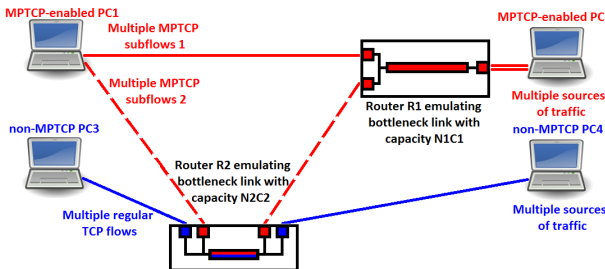 MPTCP-enabled PC1
Multiple MPTCP
subflows 1
Multiple MPTCP
subflows 2
MPTCP-enabled PC
Multiple sources
of traffic
Router R1 emulating
bottleneck link with
capacity N1C1
non-MPTCP PC3
non-MPTCP PC4
Router R2 emulating
bottleneck link with
capacity N2C2
Multiple regular
TCP flows
Multiple sources
of traffic